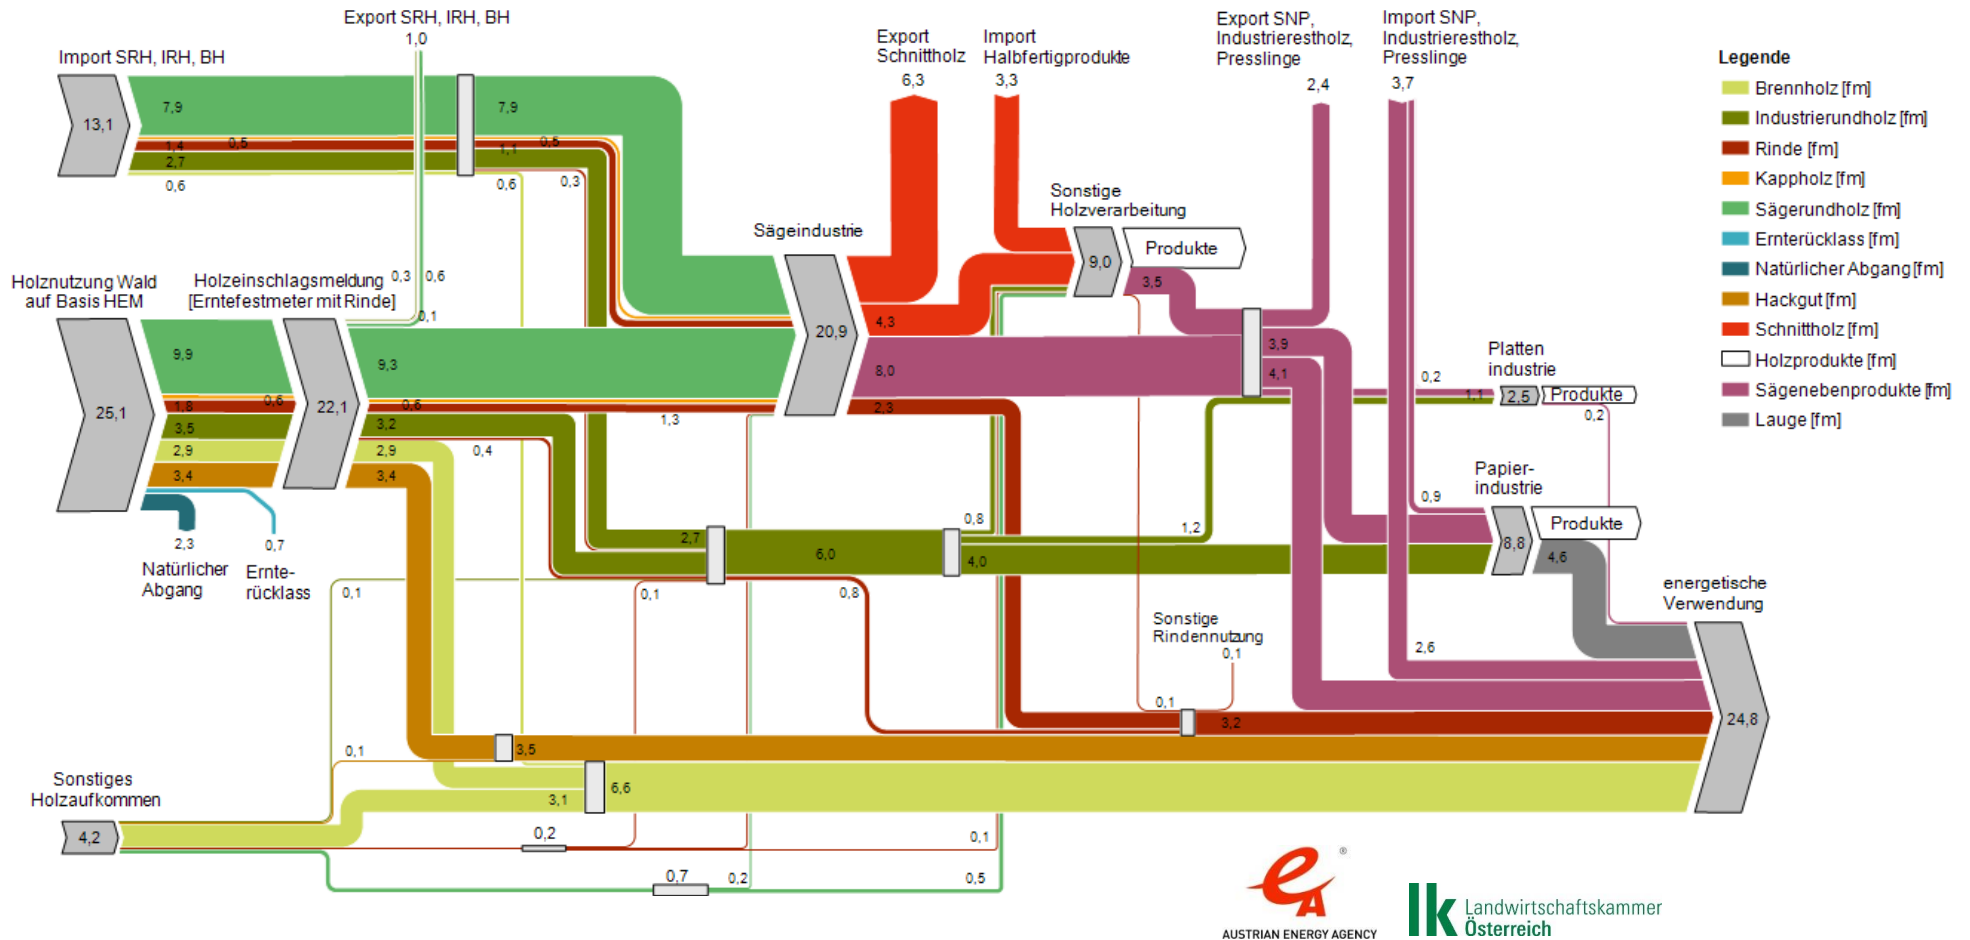 Export SRH, IRH, BH
1,0
Import SRH, IRH, BH
13,1
7,9
1,4
0,5
2,7
0,6
7,9
1,1
0,5
0,6
0,3
Export
Schnittholz
6,3
Import
Halbfertigprodukte
3,3
Export SNP,
Industrierestholz,
Presslinge
2,4
Import SNP,
Industrierestholz,
Presslinge
3,7
Legende
Brennholz [fm]
Industrierundholz [fm]
Rinde [fm]
Kappholz [fm]
Sägerundholz [fm]
Ernterücklass [fm]
Natürlicher Abgang [fm]
Hackgut [fm]
Schnittholz [fm]
Holzprodukte [fm]
Sägenebenprodukte [fm]
Lauge [fm]
Sonstige
Holzverarbeitung
9,0
Produkte
3,5
Sägeindustrie
20,9
4,3
8,0
2,3
3,9
4,1
Holznutzung Wald
auf Basis HEM
25,1
9,9
1,8
0,6
3,5
2,9
3,4
Holzeinschlagsmeldung
[Erntefestmeter mit Rinde]
0,3
0,6
0,1
22,1
9,3
0,6
3,2
2,9
3,4
0,4
1,3
Platten
industrie
0,2
1,1
2,5
Produkte
0,2
Papier-
industrie
0,9
8,8
Produkte
4,6
2,3
Natürlicher
Abgang
0,7
Ernte-
rücklass
2,7
6,0
0,8
4,0
1,2
0,1
0,1
0,8
Sonstige
Rindennutzung
0,1
0,1
3,2
2,6
energetische
Verwendung
24,8
0,1
3,5
6,6
3,1
Sonstiges
Holzaufkommen
4,2
0,2
0,1
0,7
0,2
0,5
eA
®
AUSTRIAN ENERGY AGENCY
lk Landwirtschaftskammer
Österreich